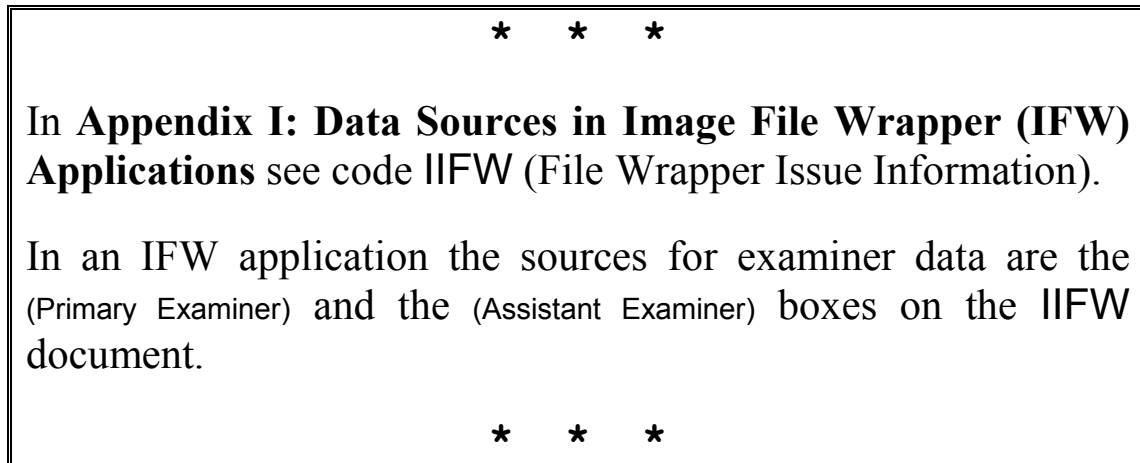 * * *
In Appendix I: Data Sources in Image File Wrapper (IFW)
Applications see code IIFW (File Wrapper Issue Information).
In an IFW application the sources for examiner data are the
(Primary Examiner) and the (Assistant Examiner) boxes on the IIFW
document.
* * *